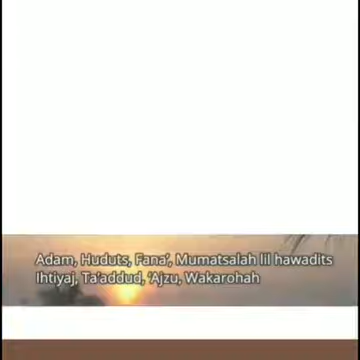 Adam, Huduts, Fana', Mumatsalah lil hawadits
Ihtiyaj, Ta'addud, 'Ajzu, Wakarohah